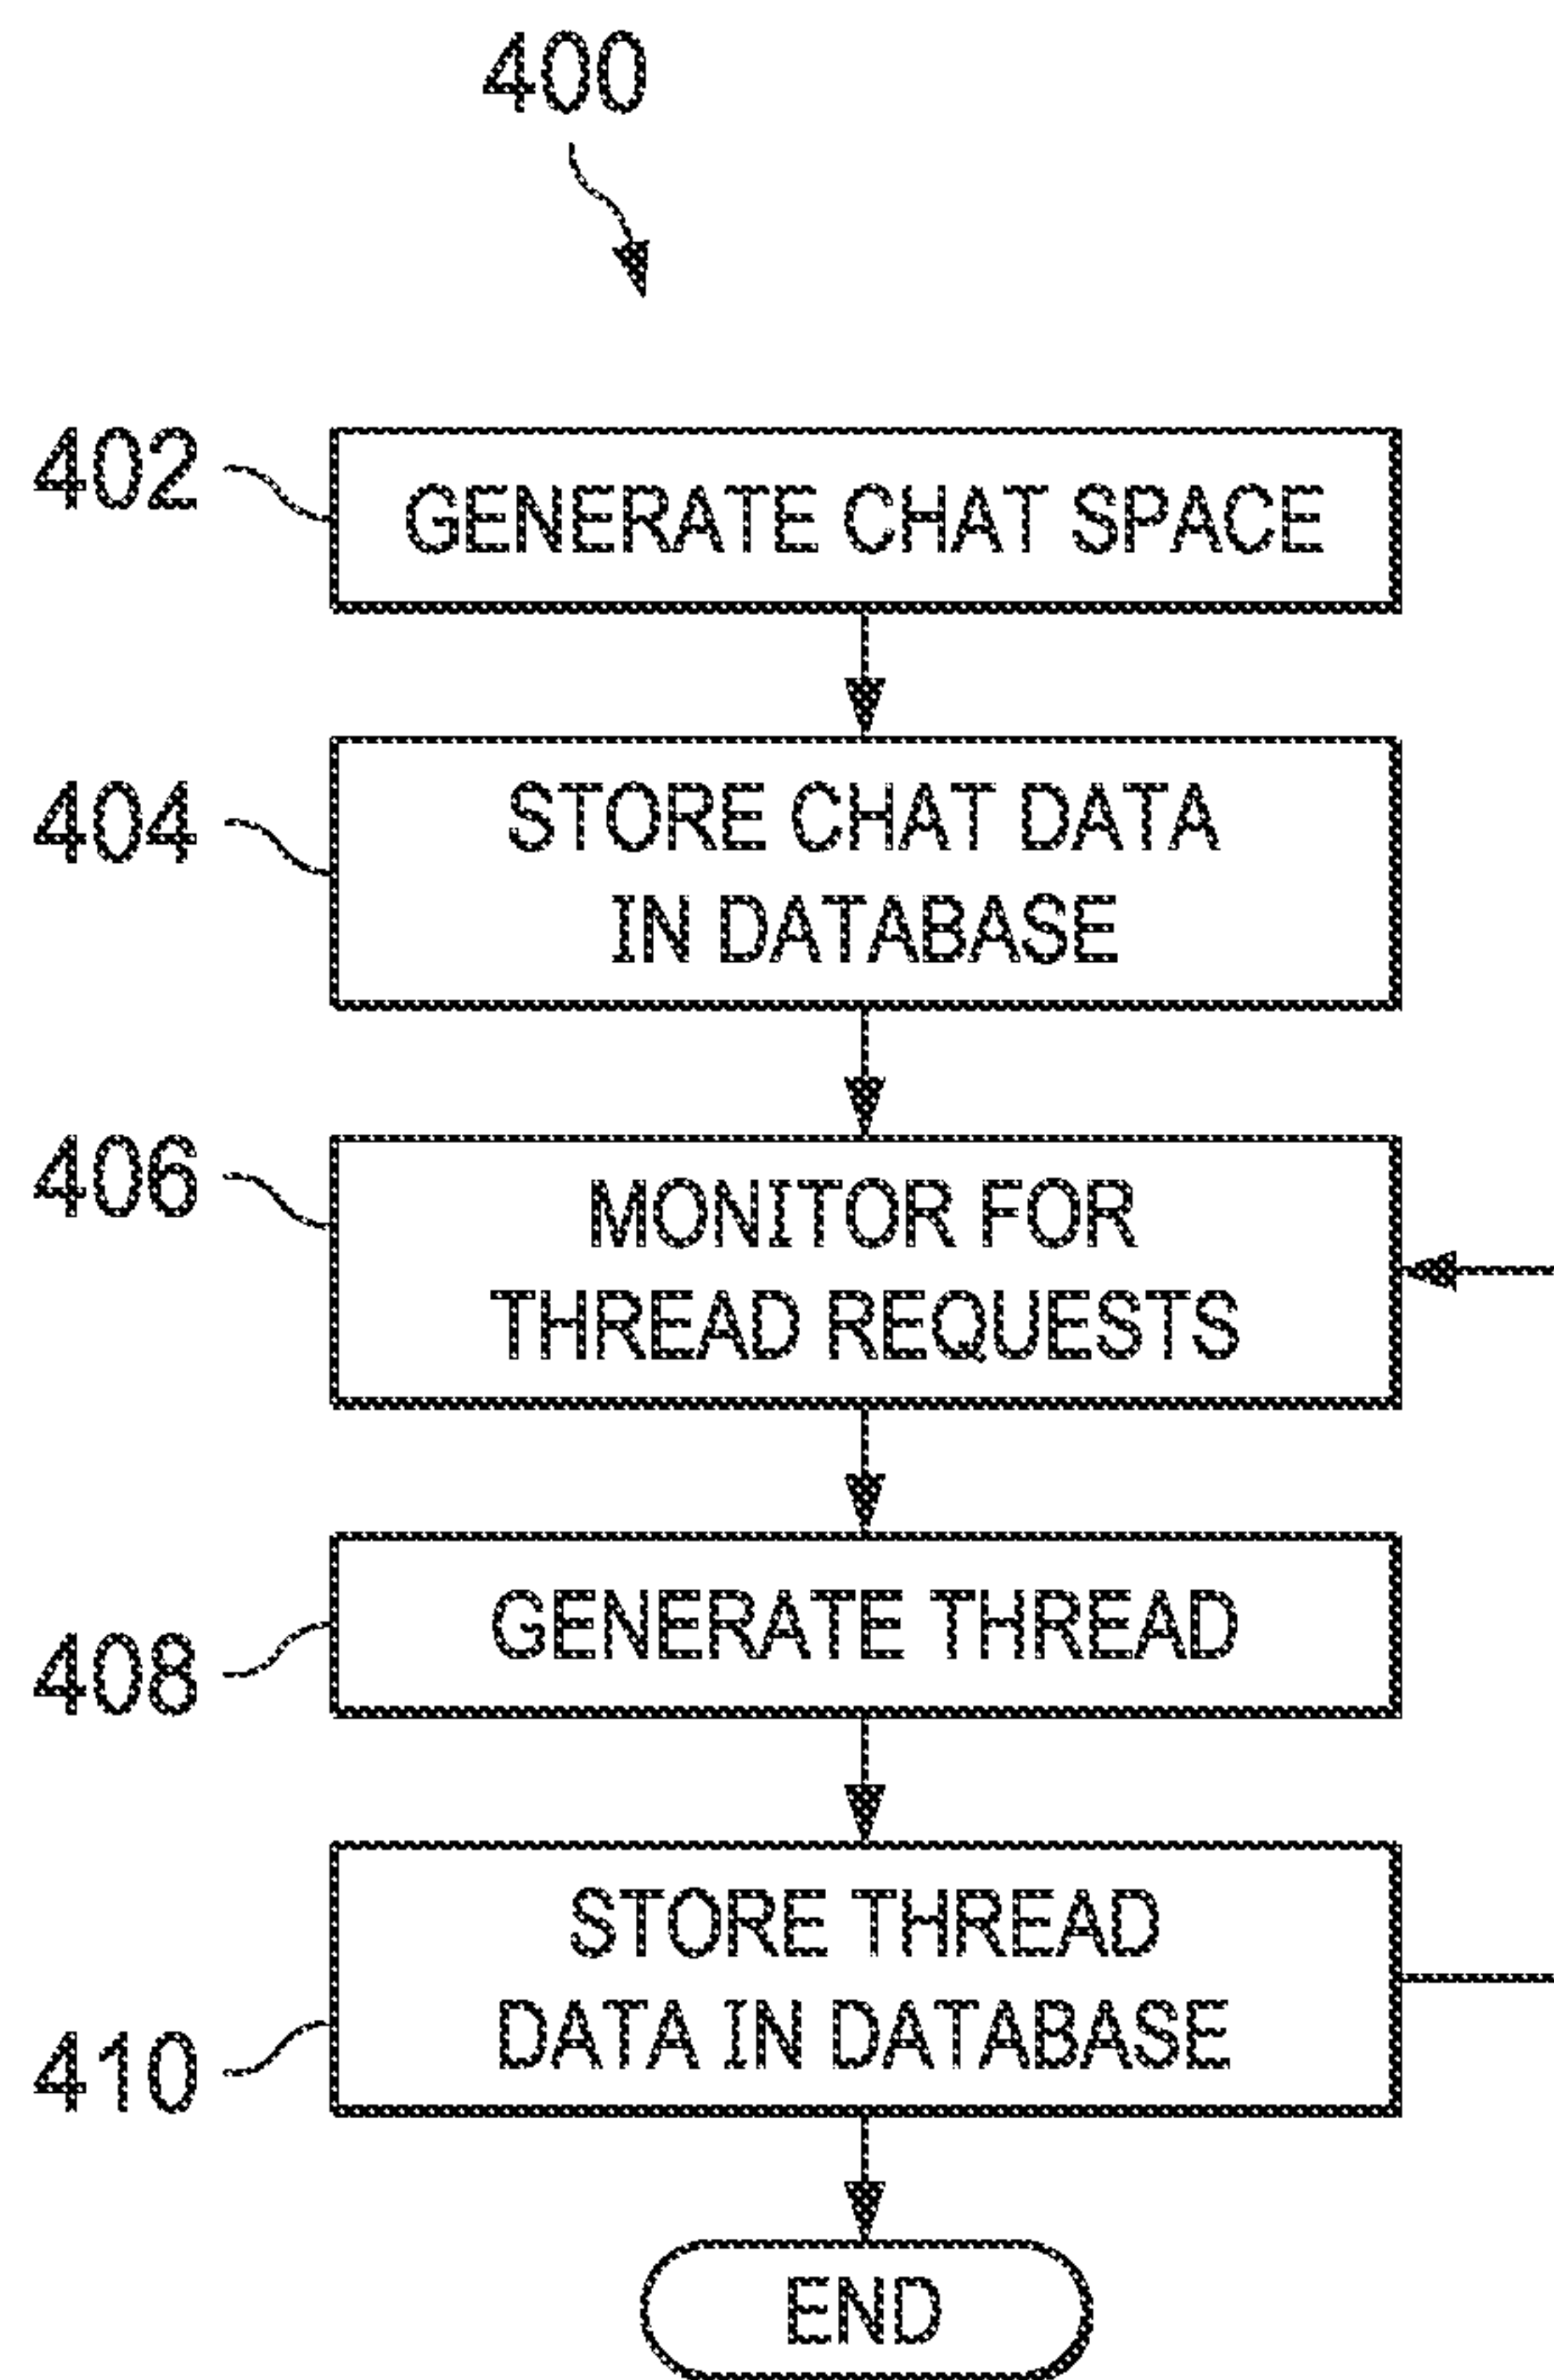 400
402
GENERATE CHAT SPACE
404
STORE CHAT DATA
IN DATABASE
406
MONITOR FOR
THREAD REQUESTS
408
GENERATE THREAD
410
STORE THREAD
DATA IN DATABASE
END